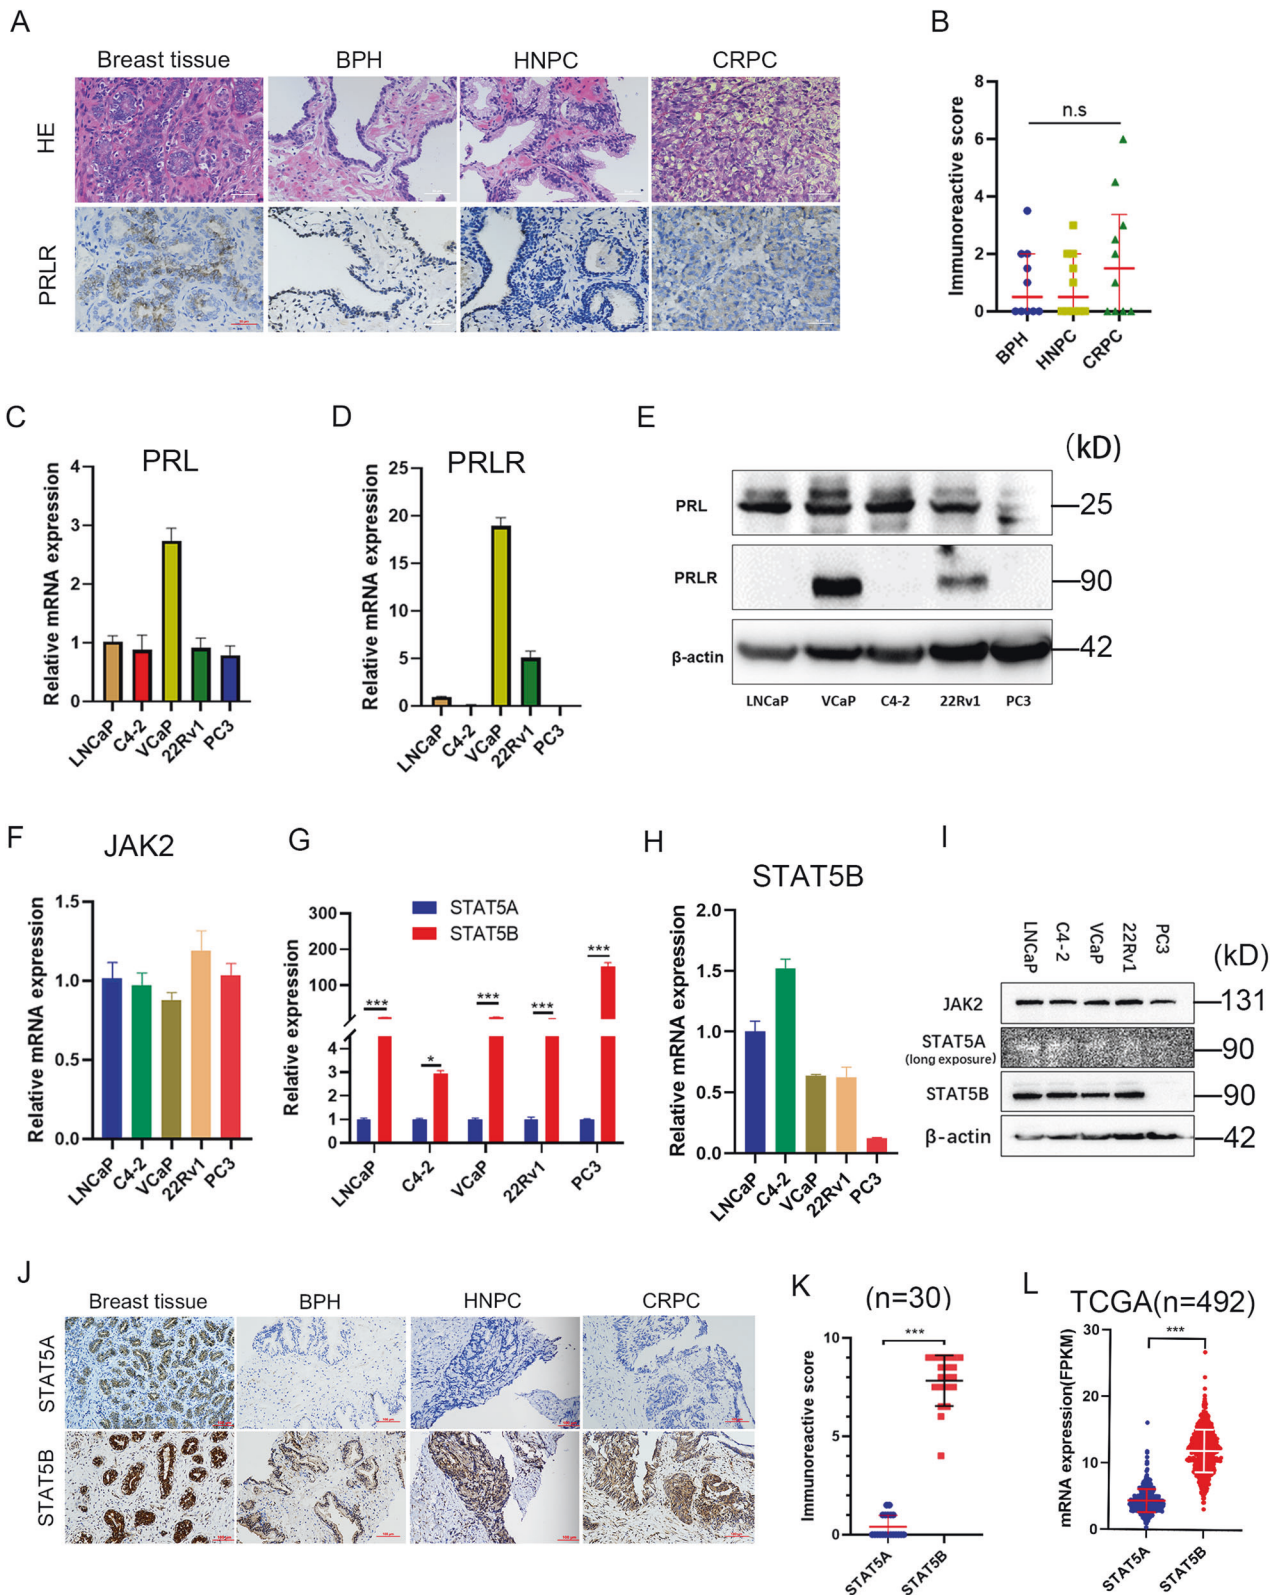 A
Breast tissue
BPH
HNPC
CRPC
HE
PRLR
B
Immunoreactive score
8
6
4
2
0
n.s
BPH
HNPC
CRPC
C
PRL
Relative mRNA expression
4
3
2
1
0
LNCaP
C4-2
VCaP
22Rv1
PC3
D
PRLR
Relative mRNA expression
25
20
15
10
5
0
LNCaP
C4-2
VCaP
22Rv1
PC3
E
(kD)
PRL
25
PRLR
90
β-actin
42
LNCaP
VCaP
C4-2
22Rv1
PC3
F
JAK2
Relative mRNA expression
1.5
1.0
0.5
0.0
LNCaP
C4-2
VCaP
22Rv1
PC3
G
STAT5A
STAT5B
Relative expression
300
200
100
4
3
2
1
0
***
*
***
***
***
LNCaP
C4-2
VCaP
22Rv1
PC3
H
STAT5B
Relative mRNA expression
2.0
1.5
1.0
0.5
0.0
LNCaP
C4-2
VCaP
22Rv1
PC3
I
LNCaP
C4-2
VCaP
22Rv1
PC3
(kD)
JAK2
131
STAT5A
(long exposure)
90
STAT5B
90
β-actin
42
J
Breast tissue
BPH
HNPC
CRPC
STAT5A
STAT5B
K
(n=30)
Immunoreactive score
10
8
6
4
2
0
***
STAT5A
STAT5B
L
TCGA(n=492)
mRNA expression(FPKM)
30
20
10
0
***
STAT5A
STAT5B